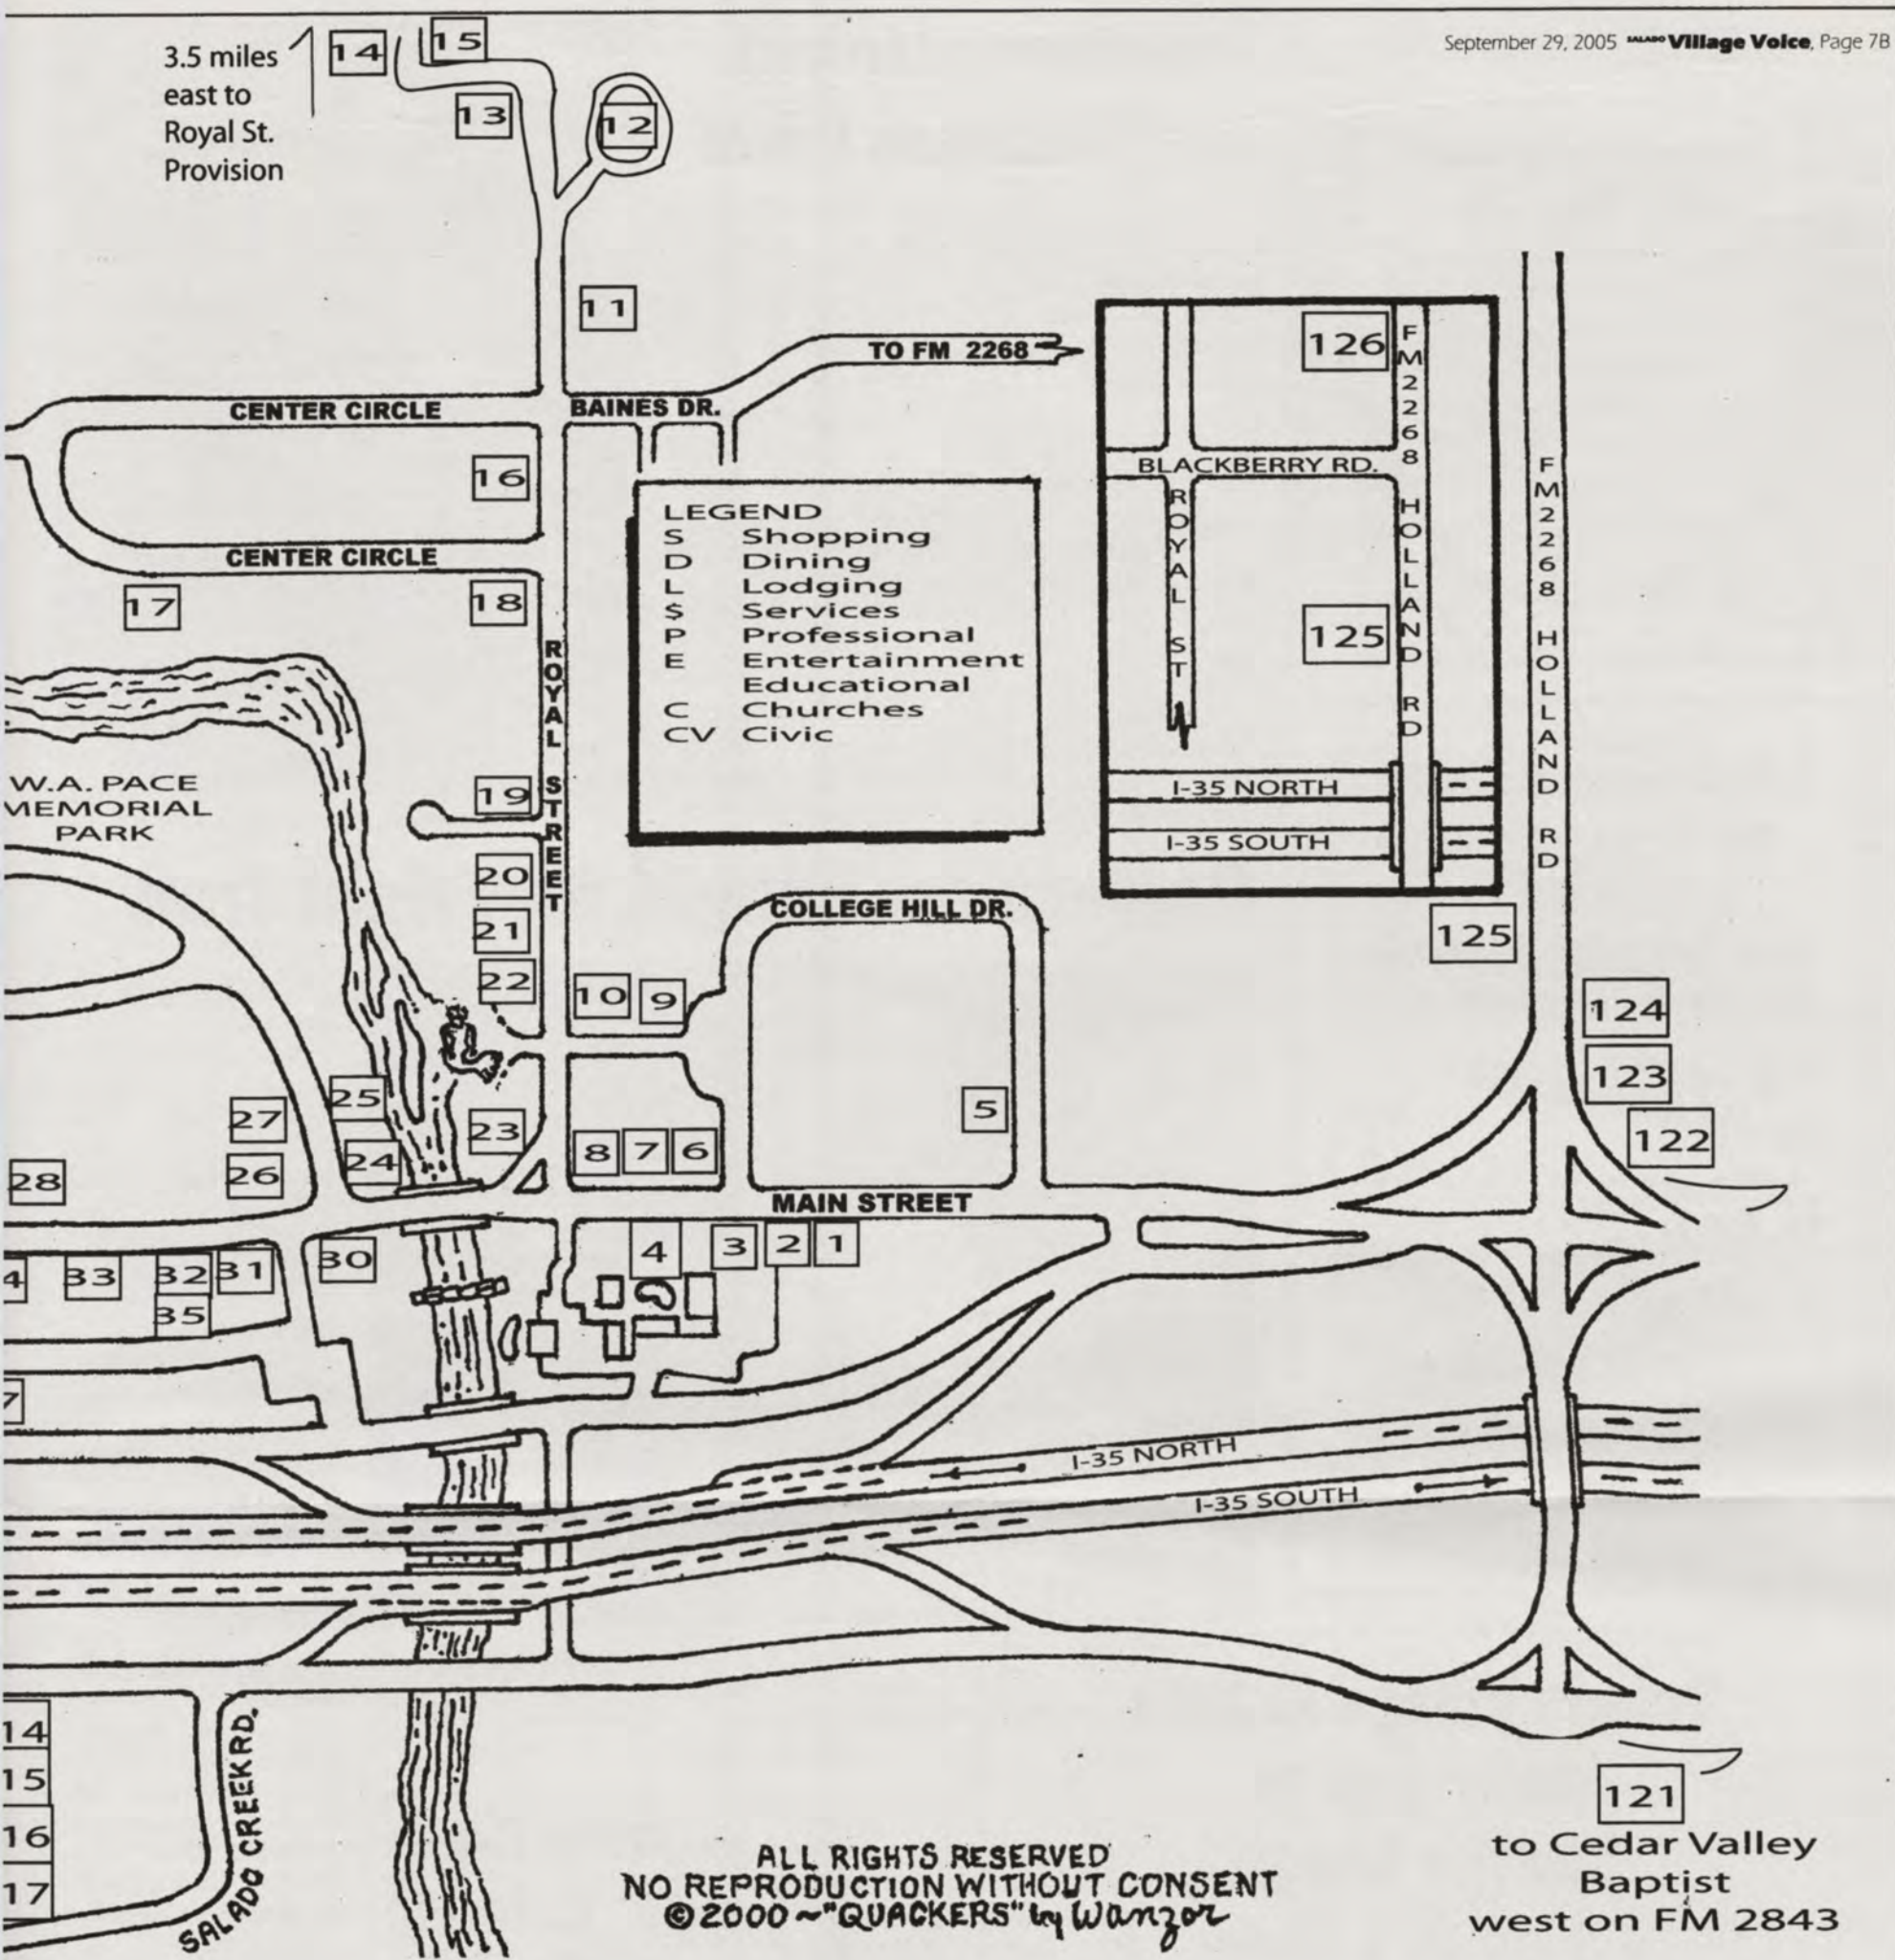 September 29, 2005 SALADO Village Voice, Page 7B
3.5 miles
east to
Royal St.
Provision
14
15
13
12
11
TO FM 2268
CENTER CIRCLE
BAINES DR.
16
CENTER CIRCLE
17
18
ROYAL STREET
LEGEND
S Shopping
D Dining
L Lodging
$ Services
P Professional
E Entertainment
Educational
C Churches
CV Civic
126
FM2268 HOLLAND RD
BLACKBERRY RD.
ROYAL ST
125
I-35 NORTH
I-35 SOUTH
FM2268 HOLLAND RD
W.A. PACE
MEMORIAL
PARK
19
20
21
22
10
9
COLLEGE HILL DR.
125
124
123
122
25
27
24
23
26
28
8
7
6
5
MAIN STREET
4
33
32
31
30
35
4
3
2
1
7
I-35 NORTH
I-35 SOUTH
14
15
16
17
SALADO CREEK RD.
121
to Cedar Valley
Baptist
west on FM 2843
ALL RIGHTS RESERVED
NO REPRODUCTION WITHOUT CONSENT
©2000~"QUACKERS" by Wanzor